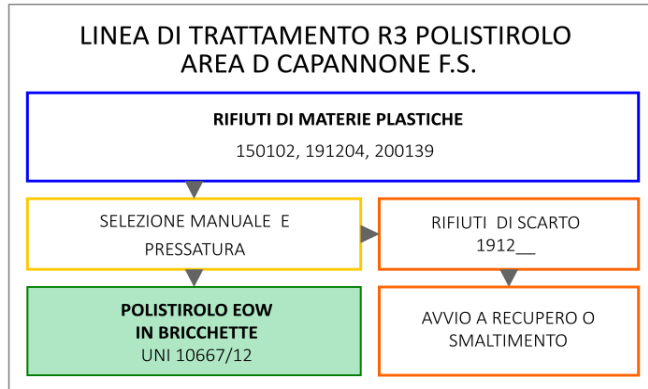 LINEA DI TRATTAMENTO R3 POLISTIROLO
AREA D CAPANNONE F.S.
RIFIUTI DI MATERIE PLASTICHE
150102, 191204, 200139
SELEZIONE MANUALE E
PRESSATURA
RIFIUTI DI SCARTO
1912__
POLISTIROLO EOW
IN BRICCHETTE
UNI 10667/12
AVVIO A RECUPERO O
SMALTIMENTO